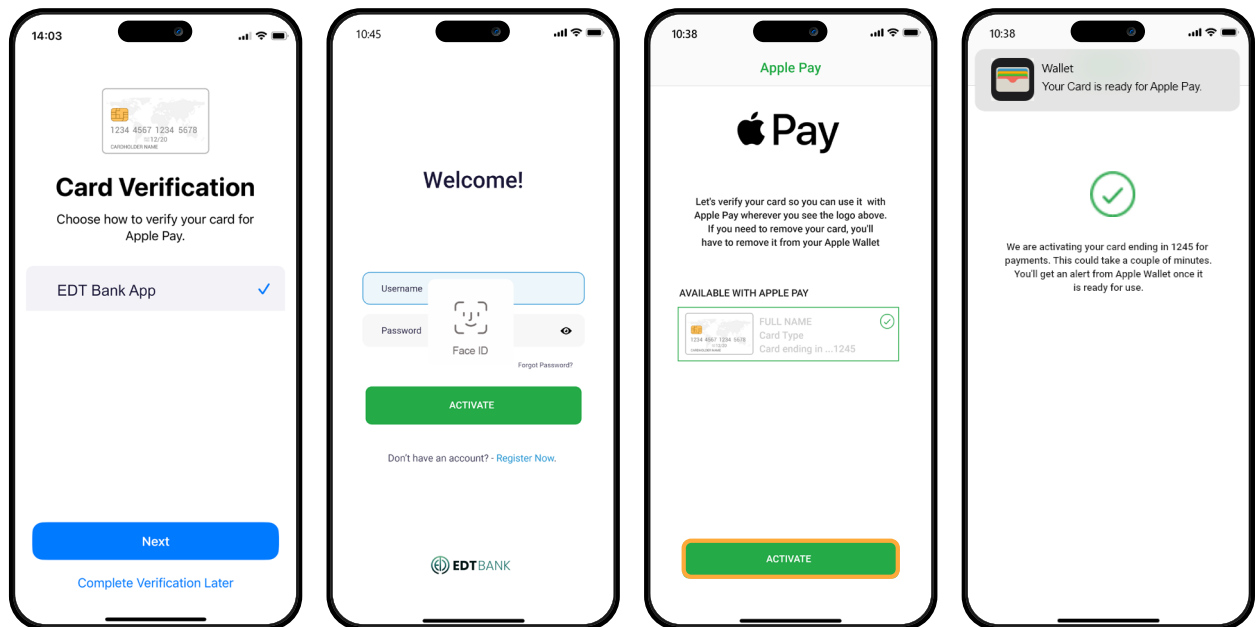 14:03
1234 4567 1234 5678
12/20
CARDHOLDER NAME
Card Verification
Choose how to verify your card for
Apple Pay.
EDT Bank App
Next
Complete Verification Later
10:45
Welcome!
Username
Password
Face ID
Forgot Password?
ACTIVATE
Don't have an account? - Register Now.
EDTBANK
10:38
Apple Pay
Pay
Let's verify your card so you can use it with
Apple Pay wherever you see the logo above.
If you need to remove your card, you'll
have to remove it from your Apple Wallet
AVAILABLE WITH APPLE PAY
1234 4567 1234 5678
FULL NAME
Card Type
Card ending in ...1245
ACTIVATE
10:38
Wallet
Your Card is ready for Apple Pay.
We are activating your card ending in 1245 for
payments. This could take a couple of minutes.
You'll get an alert from Apple Wallet once it
is ready for use.